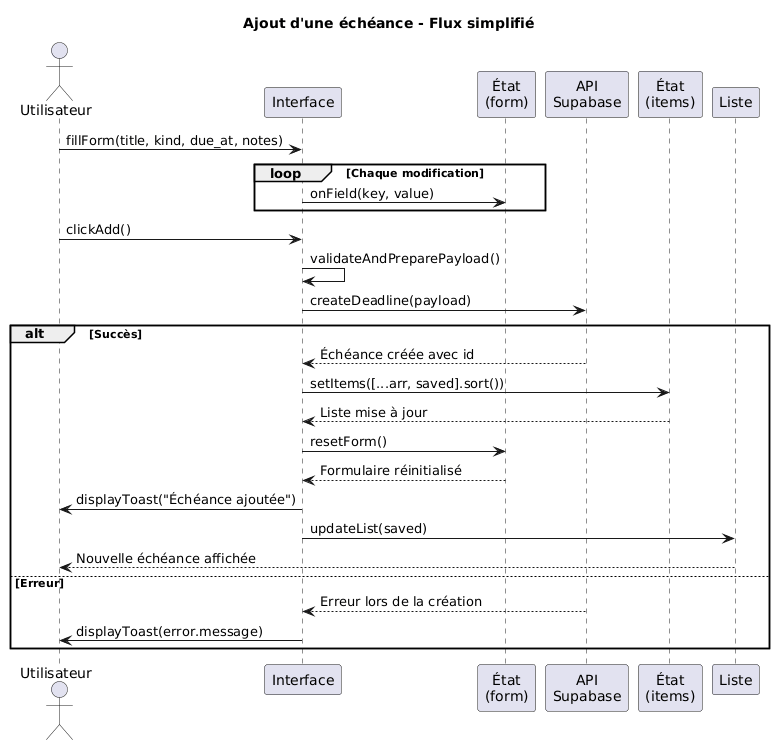 Ajout d'une échéance - Flux simplifié
Utilisateur
Interface
État
(form)
API
Supabase
État
(items)
Liste
fillForm(title, kind, due_at, notes)
loop [Chaque modification]
onField(key, value)
clickAdd()
validateAndPreparePayload()
createDeadline(payload)
alt [Succès]
Échéance créée avec id
setItems([...arr, saved].sort())
Liste mise à jour
resetForm()
Formulaire réinitialisé
displayToast("Échéance ajoutée")
updateList(saved)
Nouvelle échéance affichée
[Erreur]
Erreur lors de la création
displayToast(error.message)
Utilisateur
Interface
État
(form)
API
Supabase
État
(items)
Liste